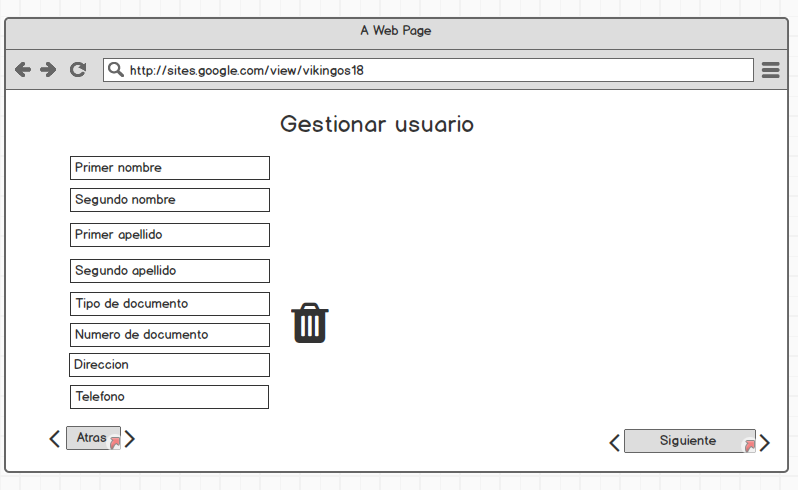 A Web Page
http://sites.google.com/view/vikingos18
Gestionar usuario
Primer nombre
Segundo nombre
Primer apellido
Segundo apellido
Tipo de documento
Numero de documento
Direccion
Telefono
Atras
Siguiente